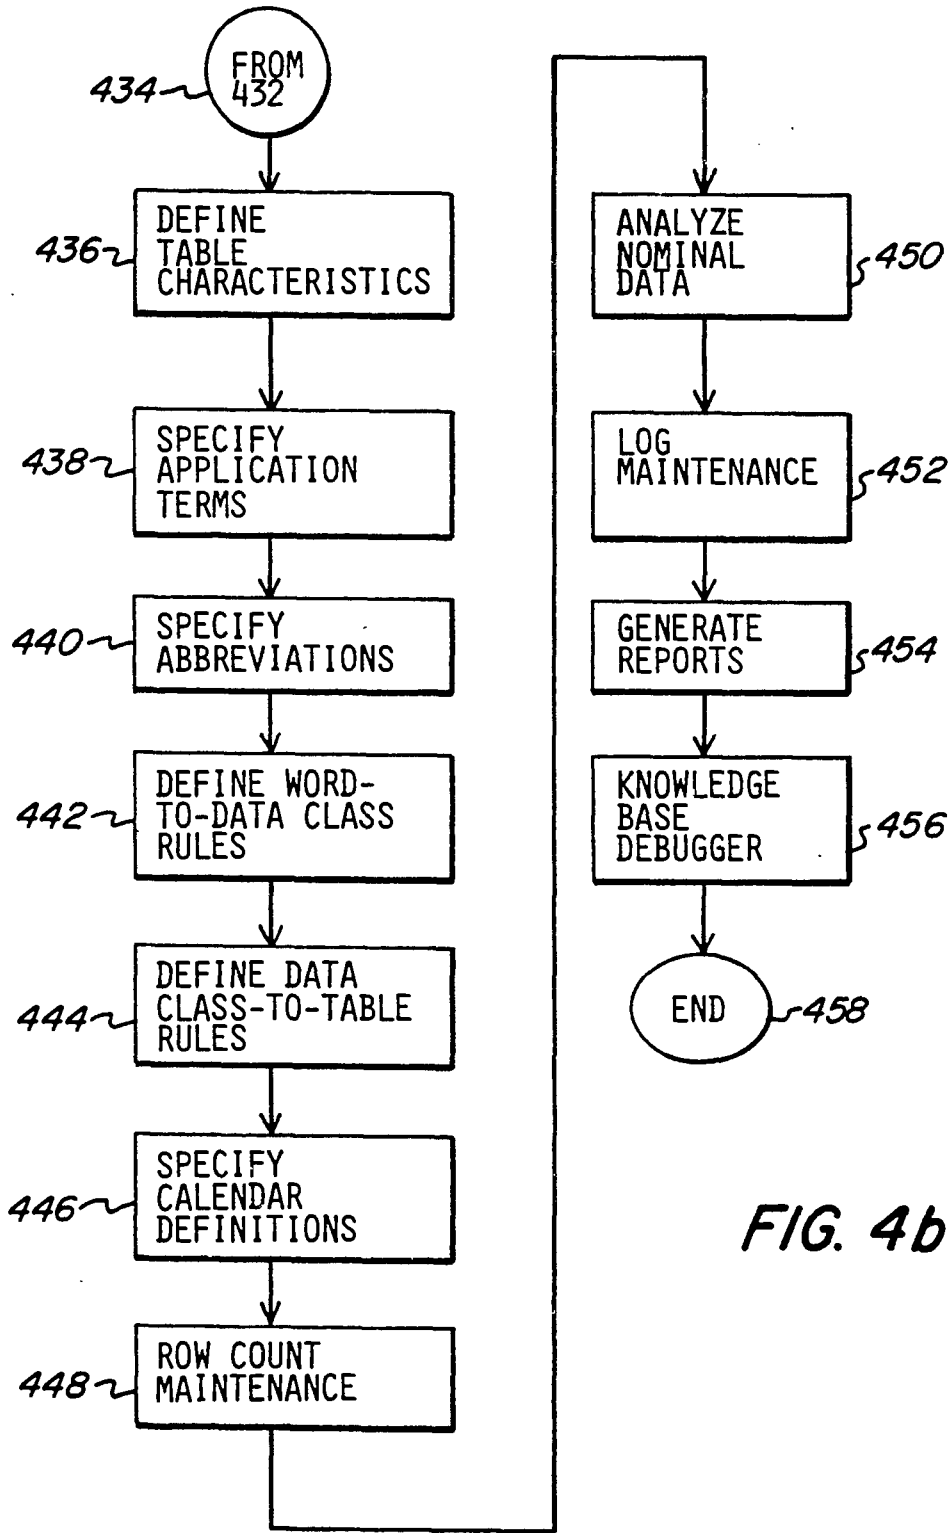 FROM
432
434
DEFINE
TABLE
CHARACTERISTICS
436
SPECIFY
APPLICATION
TERMS
438
SPECIFY
ABBREVIATIONS
440
DEFINE WORD-
TO-DATA CLASS
RULES
442
DEFINE DATA
CLASS-TO-TABLE
RULES
444
SPECIFY
CALENDAR
DEFINITIONS
446
ROW COUNT
MAINTENANCE
448
ANALYZE
NOMINAL
DATA
450
LOG
MAINTENANCE
452
GENERATE
REPORTS
454
KNOWLEDGE
BASE
DEBUGGER
456
END
458
FIG. 4b